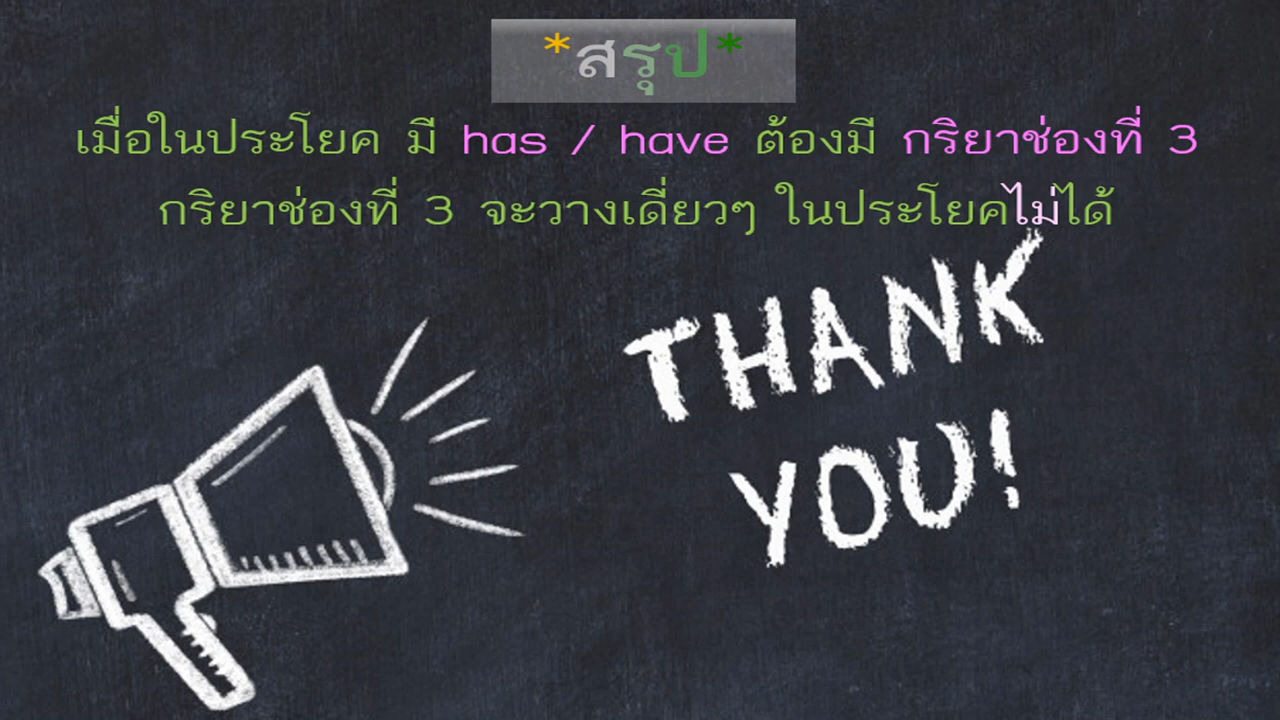 *สรุป*
เมื่อในประโยค มี has / have ต้องมี กริยาช่องที่ 3
กริยาช่องที่ 3 จะวางเดี่ยวๆ ในประโยคไม่ได้
THANK
YOU!